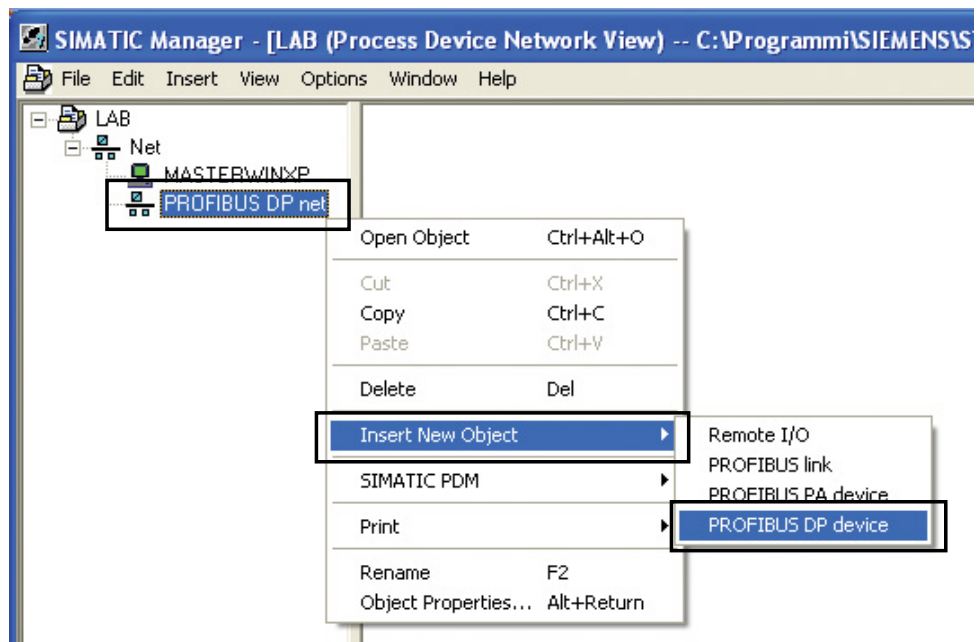 SIMATIC Manager - [LAB (Process Device Network View) -- C:\Programmi\SIEMENS\S
File Edit Insert View Options Window Help
LAB
Net
MASTERWINXP
PROFIBUS DP net
Open Object Ctrl+Alt+O
Cut Ctrl+X
Copy Ctrl+C
Paste Ctrl+V
Delete Del
Insert New Object
SIMATIC PDM
Print
Rename F2
Object Properties... Alt+Return
Remote I/O
PROFIBUS link
PROFIBUS PA device
PROFIBUS DP device